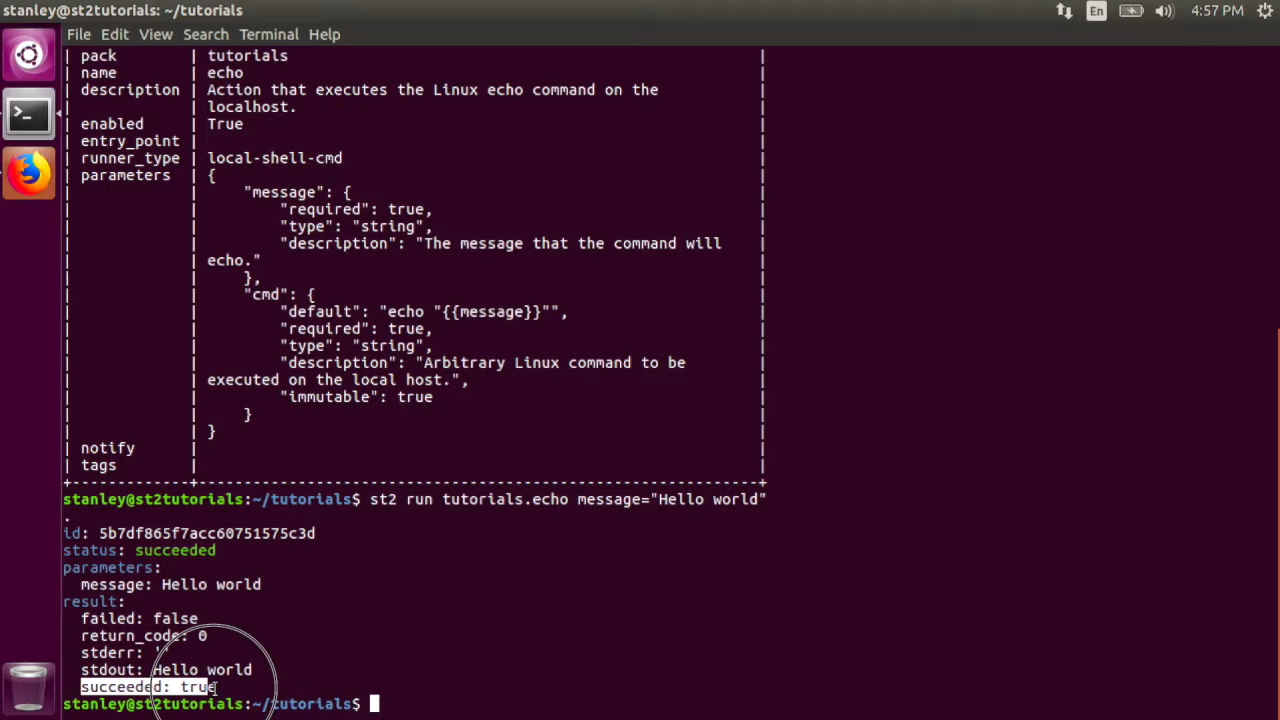 stanley@st2tutorials: ~/tutorials
En
4:57 PM
File Edit View Search Terminal Help
| pack | tutorials |
| name | echo |
| description | Action that executes the Linux echo command on the |
| | localhost. |
| enabled | True |
| entry_point | |
| runner_type | local-shell-cmd |
| parameters | { |
| | "message": { |
| | "required": true, |
| | "type": "string", |
| | "description": "The message that the command will |
| | echo." |
| | }, |
| | "cmd": { |
| | "default": "echo "{{message}}"", |
| | "required": true, |
| | "type": "string", |
| | "description": "Arbitrary Linux command to be |
| | executed on the local host.", |
| | "immutable": true |
| | } |
| | } |
| notify | |
| tags | |
+-------------+--------------------------------------------------------------+
stanley@st2tutorials:~/tutorials$ st2 run tutorials.echo message="Hello world"
.
id: 5b7df865f7acc60751575c3d
status: succeeded
parameters:
message: Hello world
result:
failed: false
return_code: 0
stderr: ''
stdout: Hello world
succeeded: true
stanley@st2tutorials:~/tutorials$